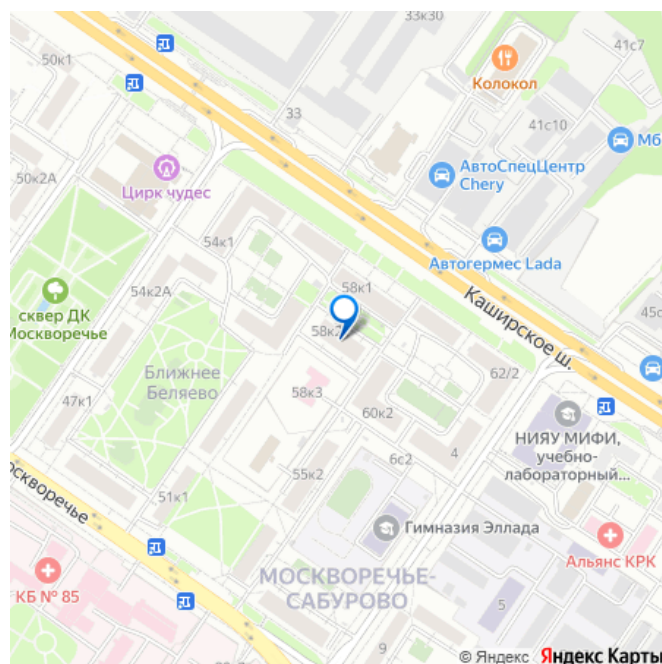 33к30
50к1
41с7
Колокол
33
41с10
Мб
АвтоСпецЦентр
Chery
50к2А
Цирк чудес
54к1
Автогермес Lada
58к1
54к2А
Каширское ш.
45с
сквер ДК
Москворечье
58к2
Ближнее
Беляево
62/2
58к3
47к1
60к2
НИЯУ МИФИ,
учебно-
лабораторный...
4
6с2
55к2
оскворечье
51к1
Гимназия Эллада
Альянс КРК
КБ № 85
МОСКВОРЕЧЬЕ-
САБУРОВО
5
9
© Яндекс Яндекс Карты